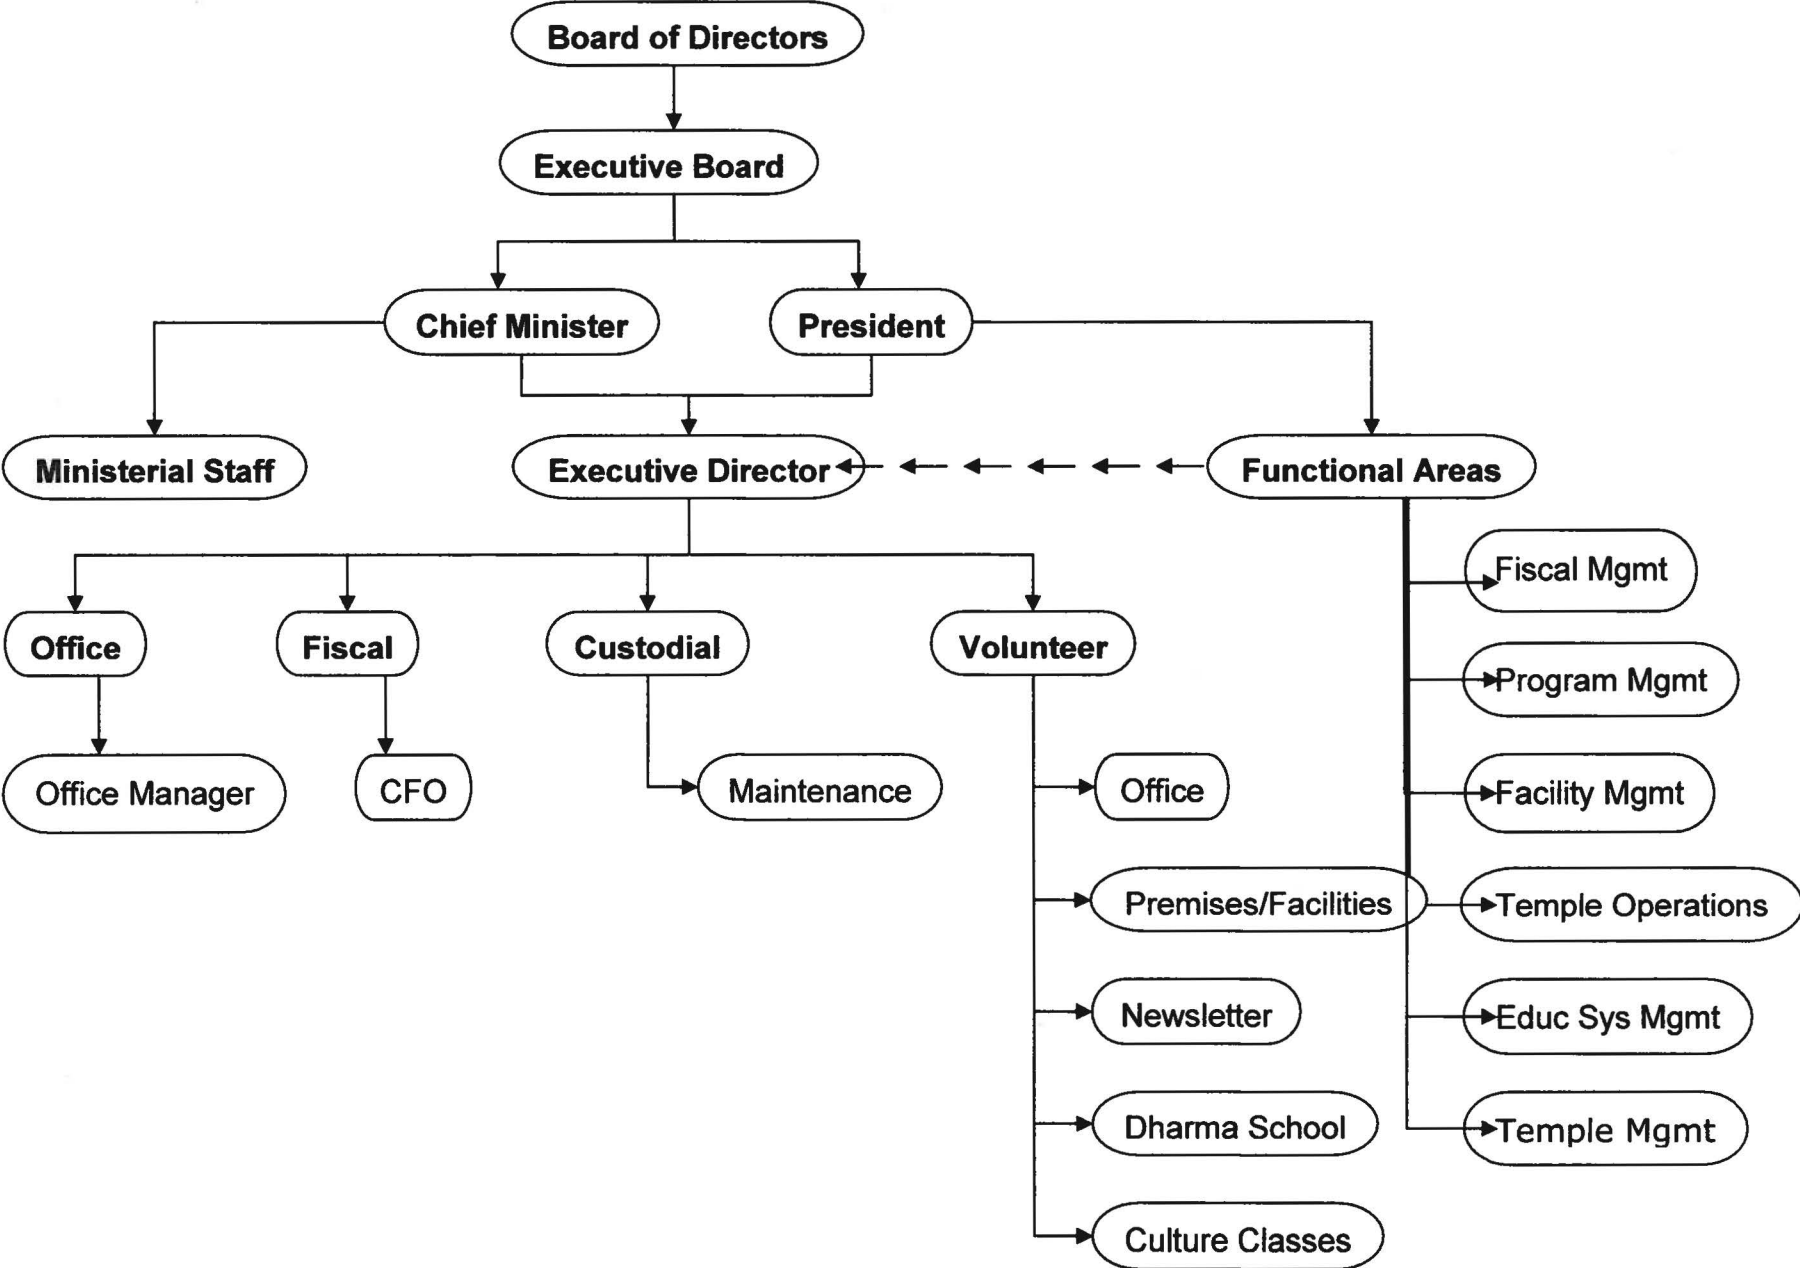 Board of Directors
Executive Board
Chief Minister
President
Ministerial Staff
Executive Director
Functional Areas
Fiscal Mgmt
Office
Fiscal
Custodial
Volunteer
Program Mgmt
Office Manager
CFO
Maintenance
Office
Facility Mgmt
Premises/Facilities
Temple Operations
Newsletter
Educ Sys Mgmt
Dharma School
Temple Mgmt
Culture Classes